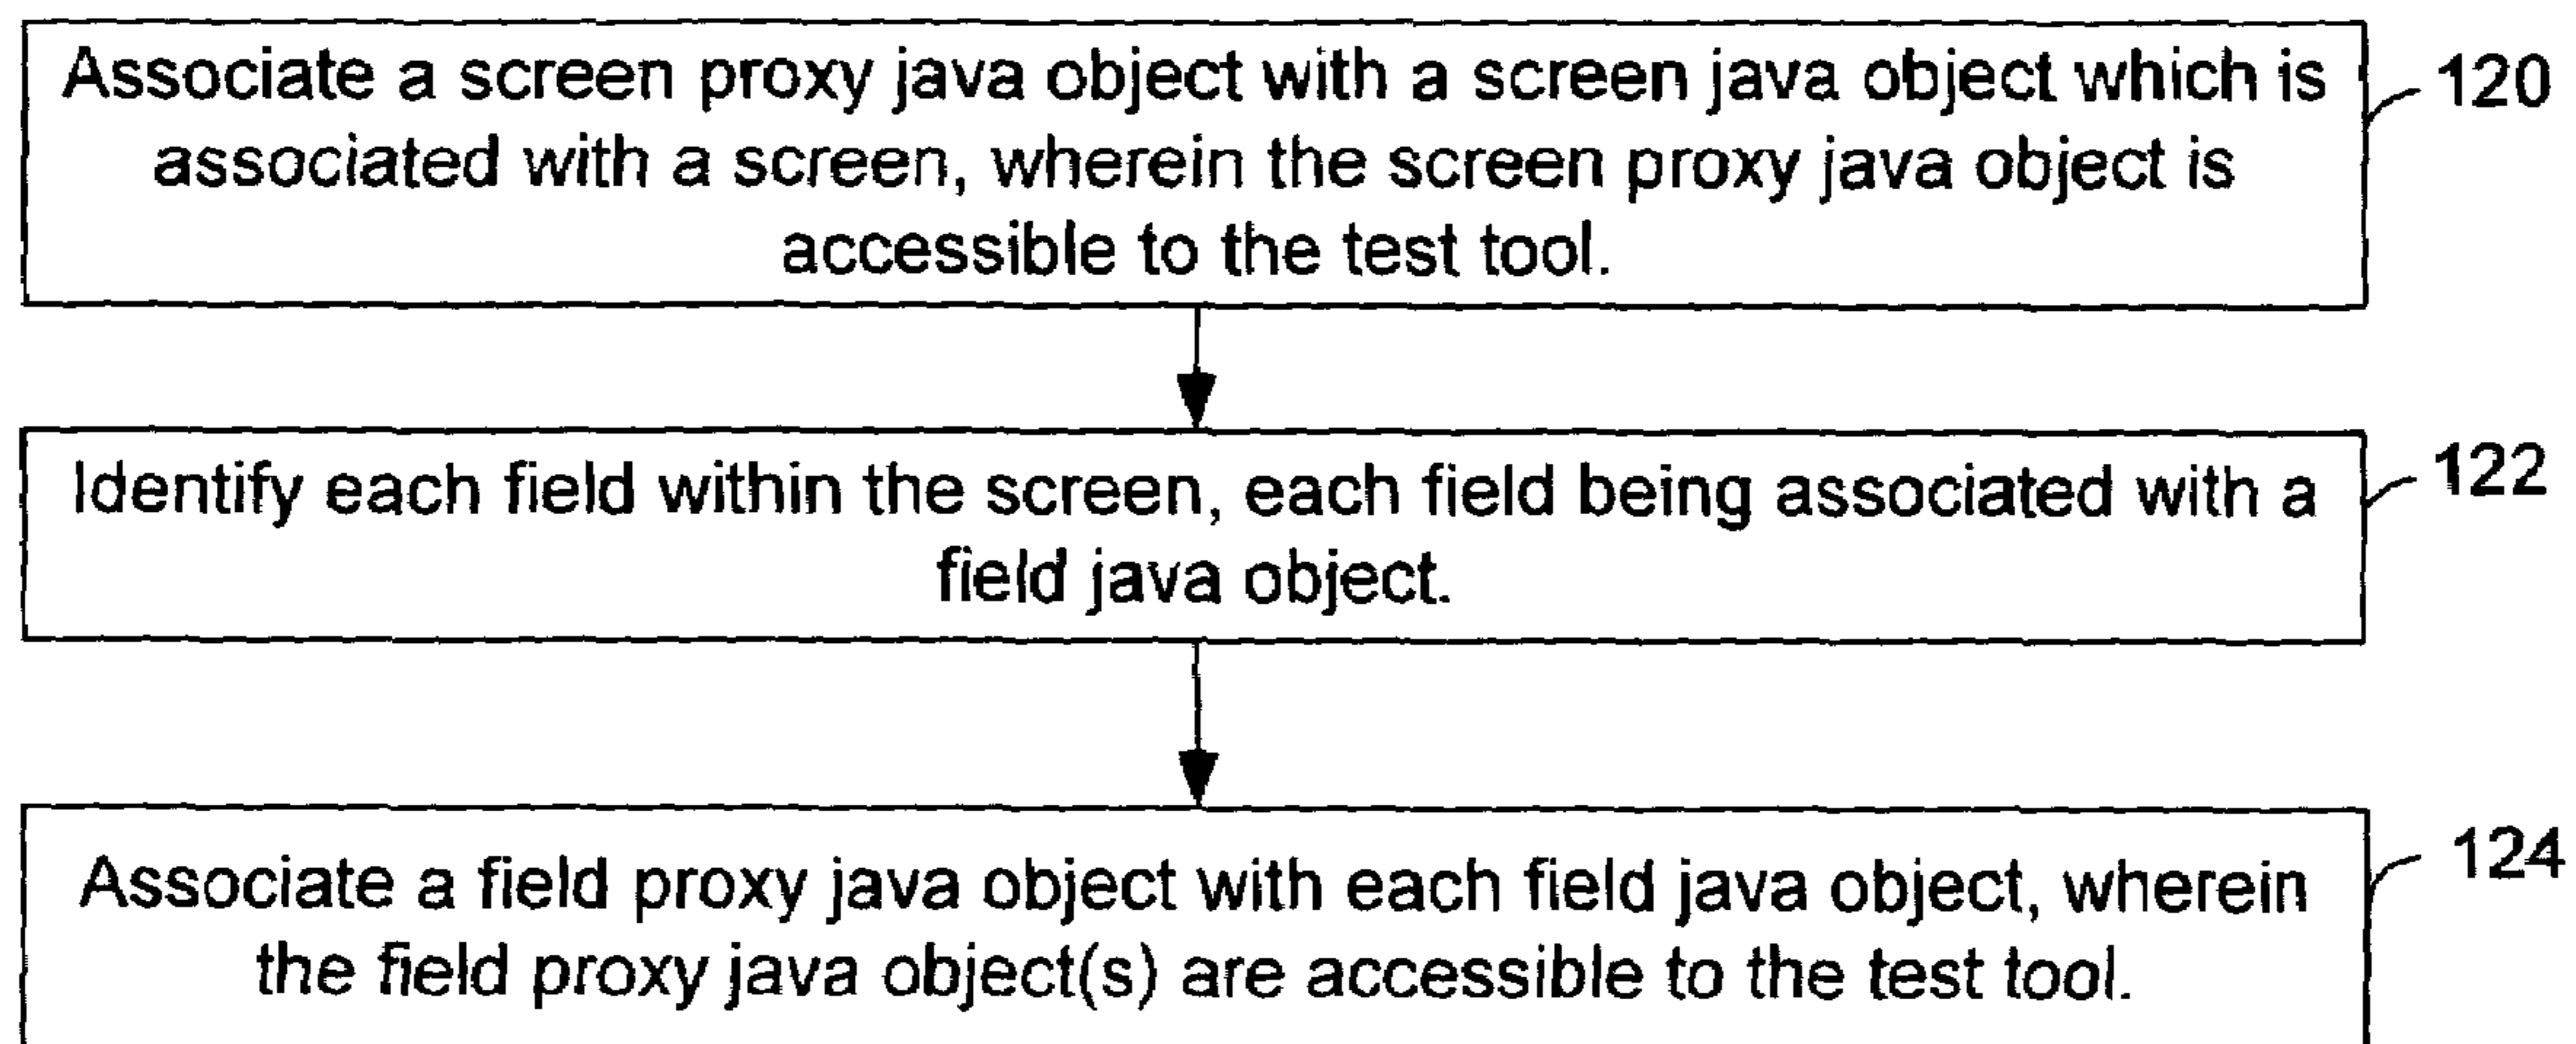 Associate a screen proxy java object with a screen java object which is
associated with a screen, wherein the screen proxy java object is
accessible to the test tool.
120
Identify each field within the screen, each field being associated with a
field java object.
122
Associate a field proxy java object with each field java object, wherein
the field proxy java object(s) are accessible to the test tool.
124